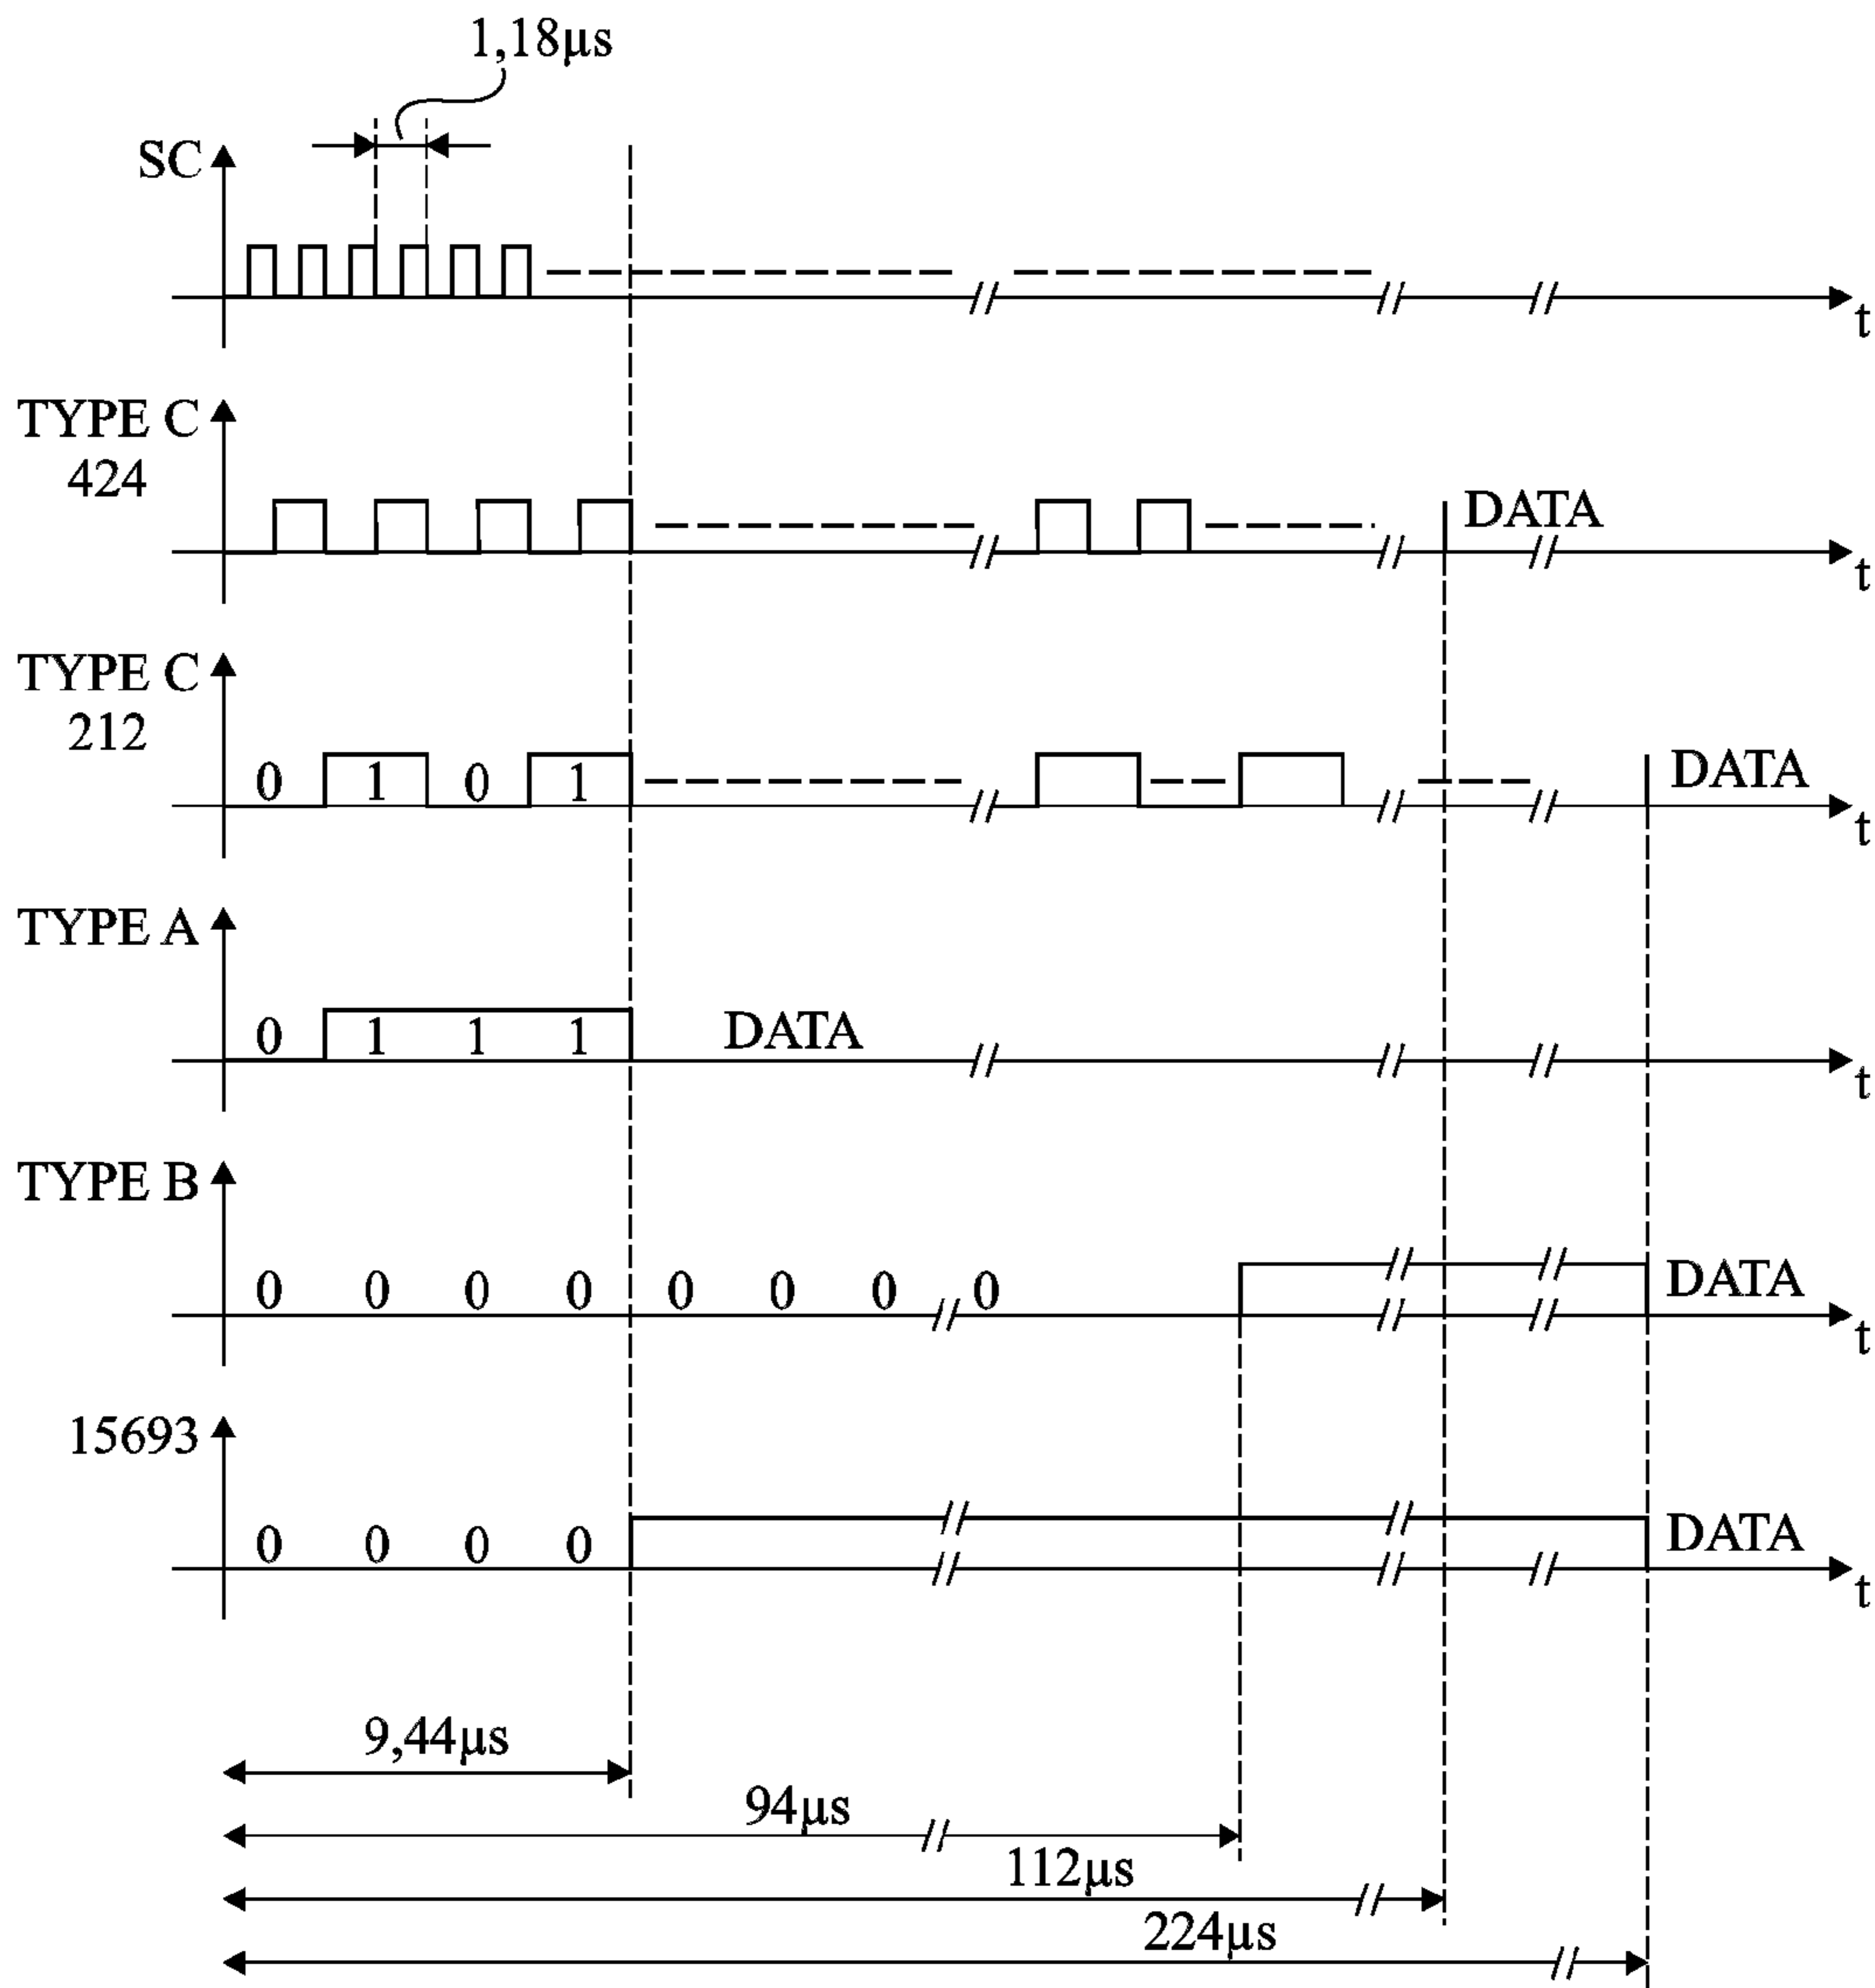 1,18µs
SC
t
TYPE C
424
DATA
t
TYPE C
212
0 1 0 1
DATA
t
TYPE A
0 1 1 1
DATA
t
TYPE B
0 0 0 0 0 0 0 0
DATA
t
15693
0 0 0 0
DATA
t
9,44µs
94µs
112µs
224µs